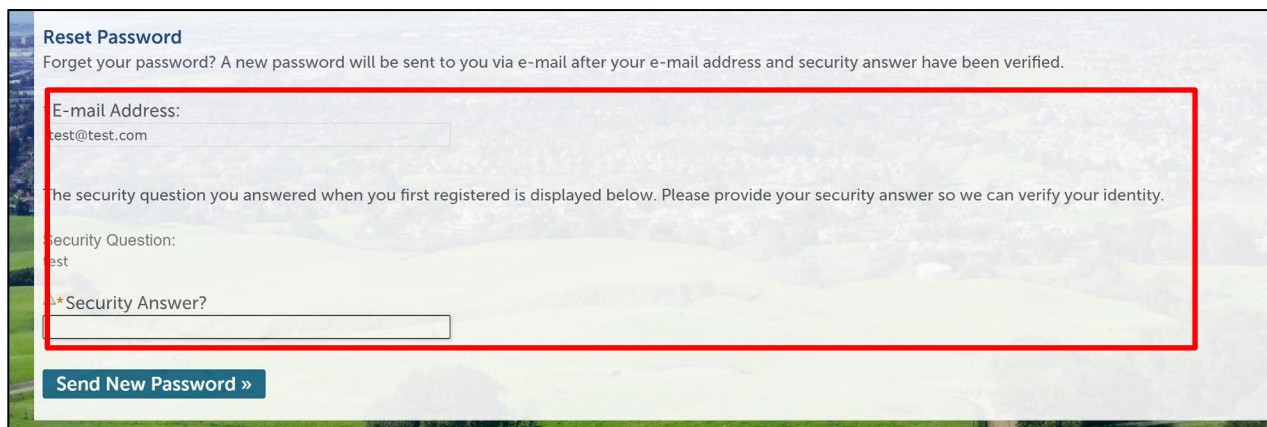 Reset Password
Forget your password? A new password will be sent to you via e-mail after your e-mail address and security answer have been verified.
*E-mail Address:
test@test.com
The security question you answered when you first registered is displayed below. Please provide your security answer so we can verify your identity.
Security Question:
test
*Security Answer?
Send New Password »